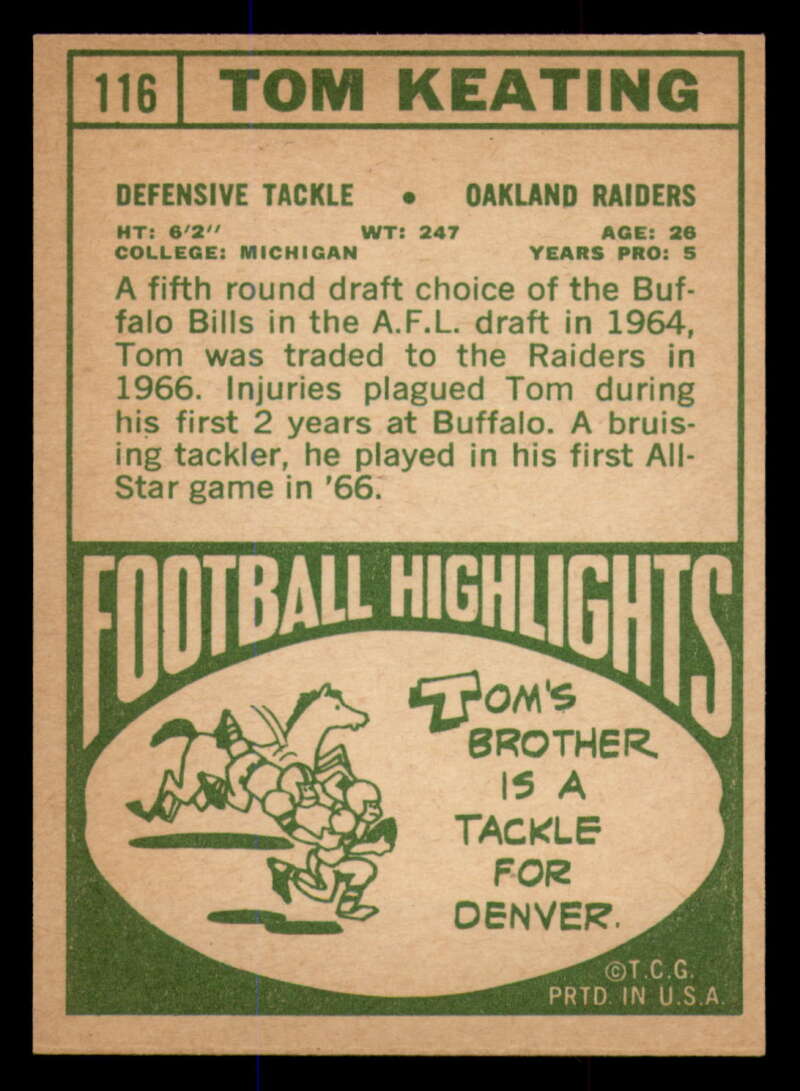 116 TOM KEATING
DEFENSIVE TACKLE • OAKLAND RAIDERS
HT: 6'2" WT: 247 AGE: 26
COLLEGE: MICHIGAN YEARS PRO: 5
A fifth round draft choice of the Buf-
falo Bills in the A.F.L. draft in 1964,
Tom was traded to the Raiders in
1966. Injuries plagued Tom during
his first 2 years at Buffalo. A bruis-
ing tackler, he played in his first All-
Star game in '66.
FOOTBALL HIGHLIGHTS
TOM'S
BROTHER
IS A
TACKLE
FOR
DENVER.
©T.C.G.
PRTD. IN U.S.A.